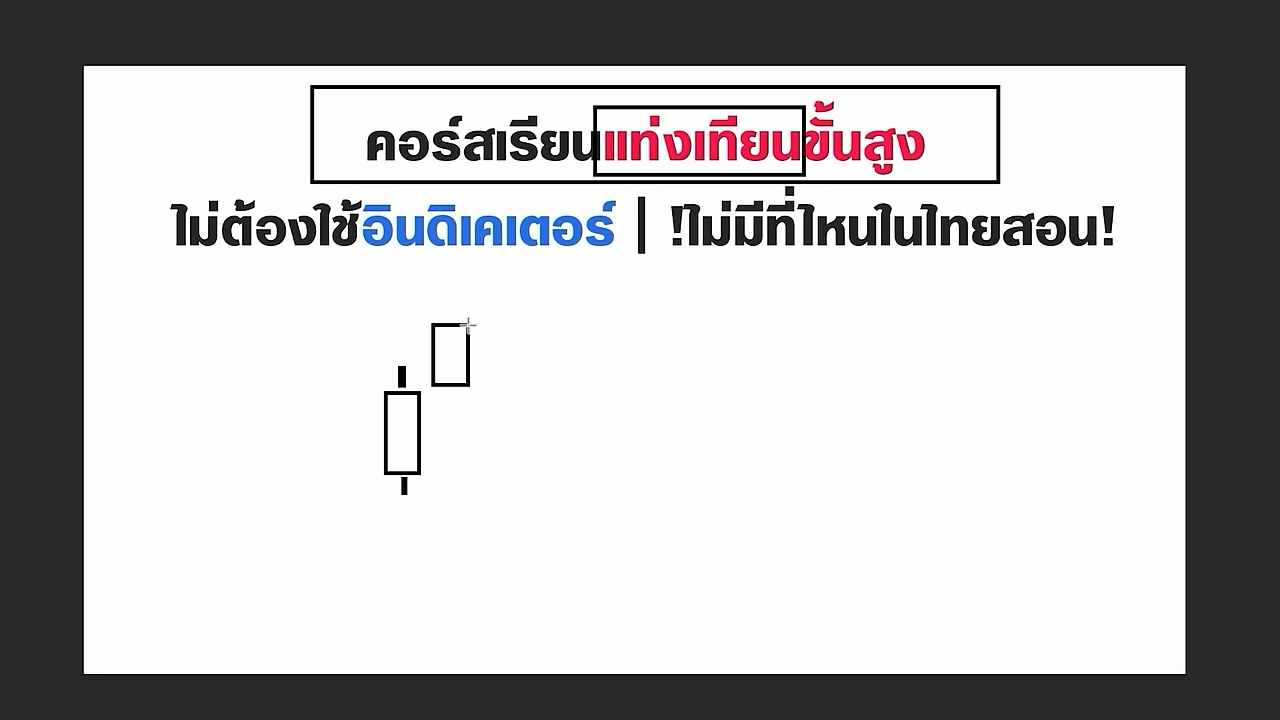 คอร์สเรียนแท่งเทียนขั้นสูง
ไม่ต้องใช้อินดิเคเตอร์ | !ไม่มีที่ไหนในไทยสอน!